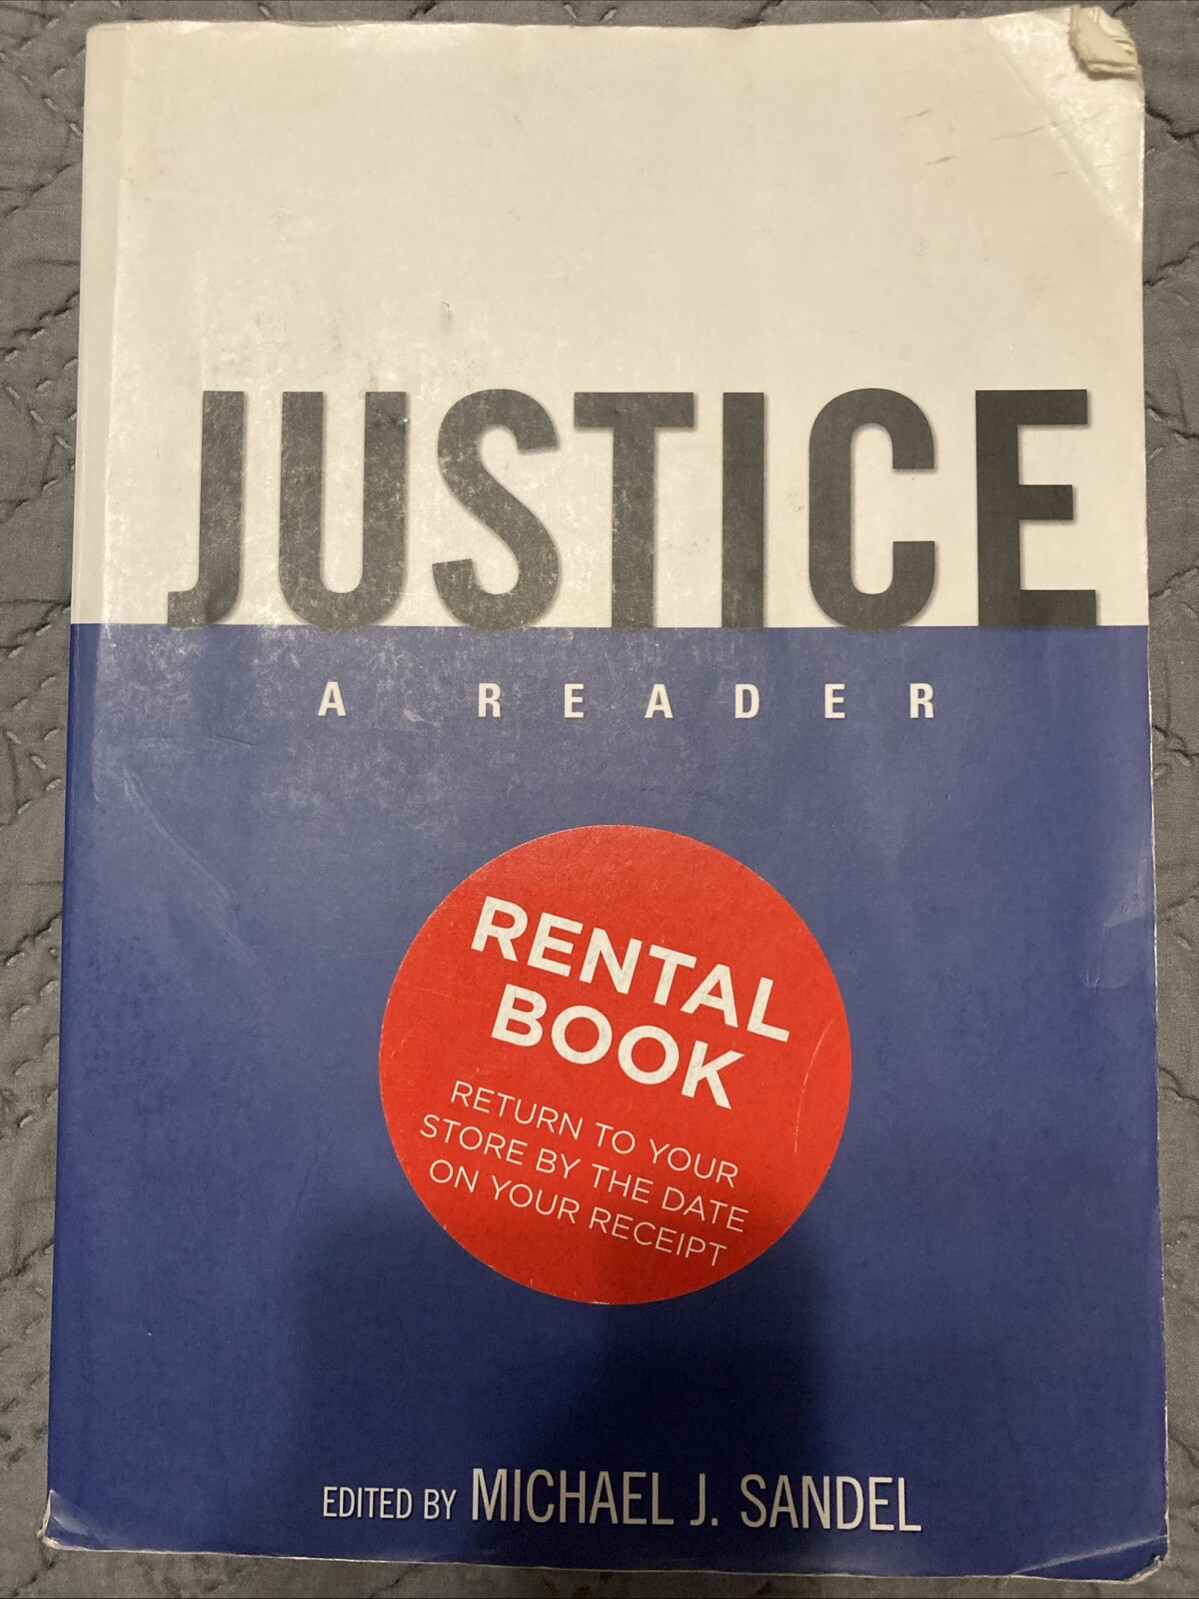 JUSTICE
A READER
RENTAL
BOOK
RETURN TO YOUR
STORE BY THE DATE
ON YOUR RECEIPT
EDITED BY MICHAEL J. SANDEL